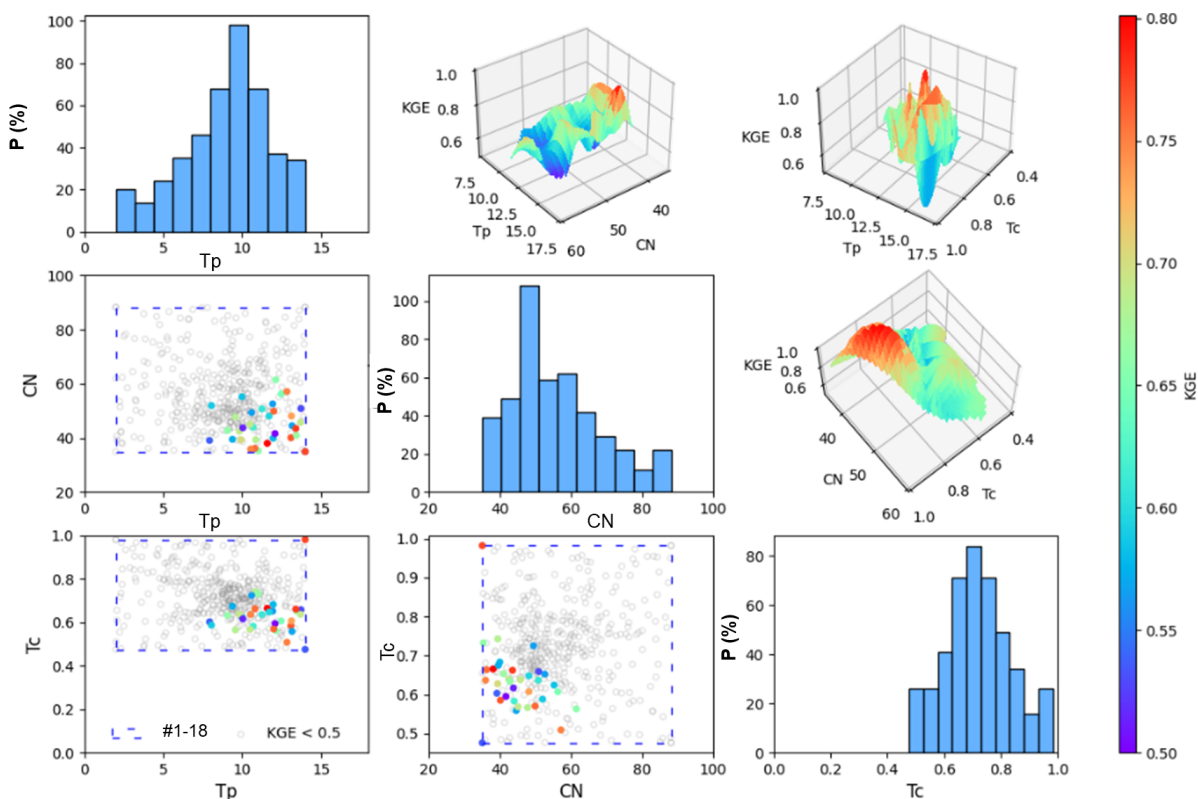 P (%)
100
80
60
40
20
0
0 5 10 15
Tp
KGE
1.0
0.8
0.6
7.5
10.0
12.5
15.0
17.5
Tp
60
50
40
CN
KGE
1.0
0.8
0.6
7.5
10.0
12.5
15.0
17.5
Tp
1.0
0.8
0.6
0.4
Tc
0.80
0.75
0.70
0.65
0.60
0.55
0.50
KGE
CN
100
80
60
40
20
0 5 10 15
Tp
P (%)
100
80
60
40
20
0
20 40 60 80 100
CN
KGE
1.0
0.8
0.6
40
50
60
CN
1.0
0.8
0.6
0.4
Tc
Tc
1.0
0.8
0.6
0.4
0.2
0.0
#1-18
KGE < 0.5
0 5 10 15
Tp
Tc
1.0
0.9
0.8
0.7
0.6
0.5
20 40 60 80 100
CN
P (%)
80
60
40
20
0
0.0 0.2 0.4 0.6 0.8 1.0
Tc